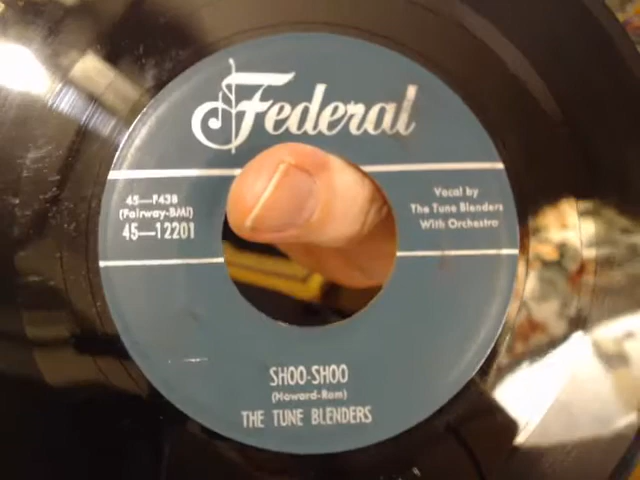 Federal
45—F438
(Fairway-BMI)
45—12201
Vocal by
The Tune Blenders
With Orchestra
SHOO-SHOO
(Howard-Ram)
THE TUNE BLENDERS